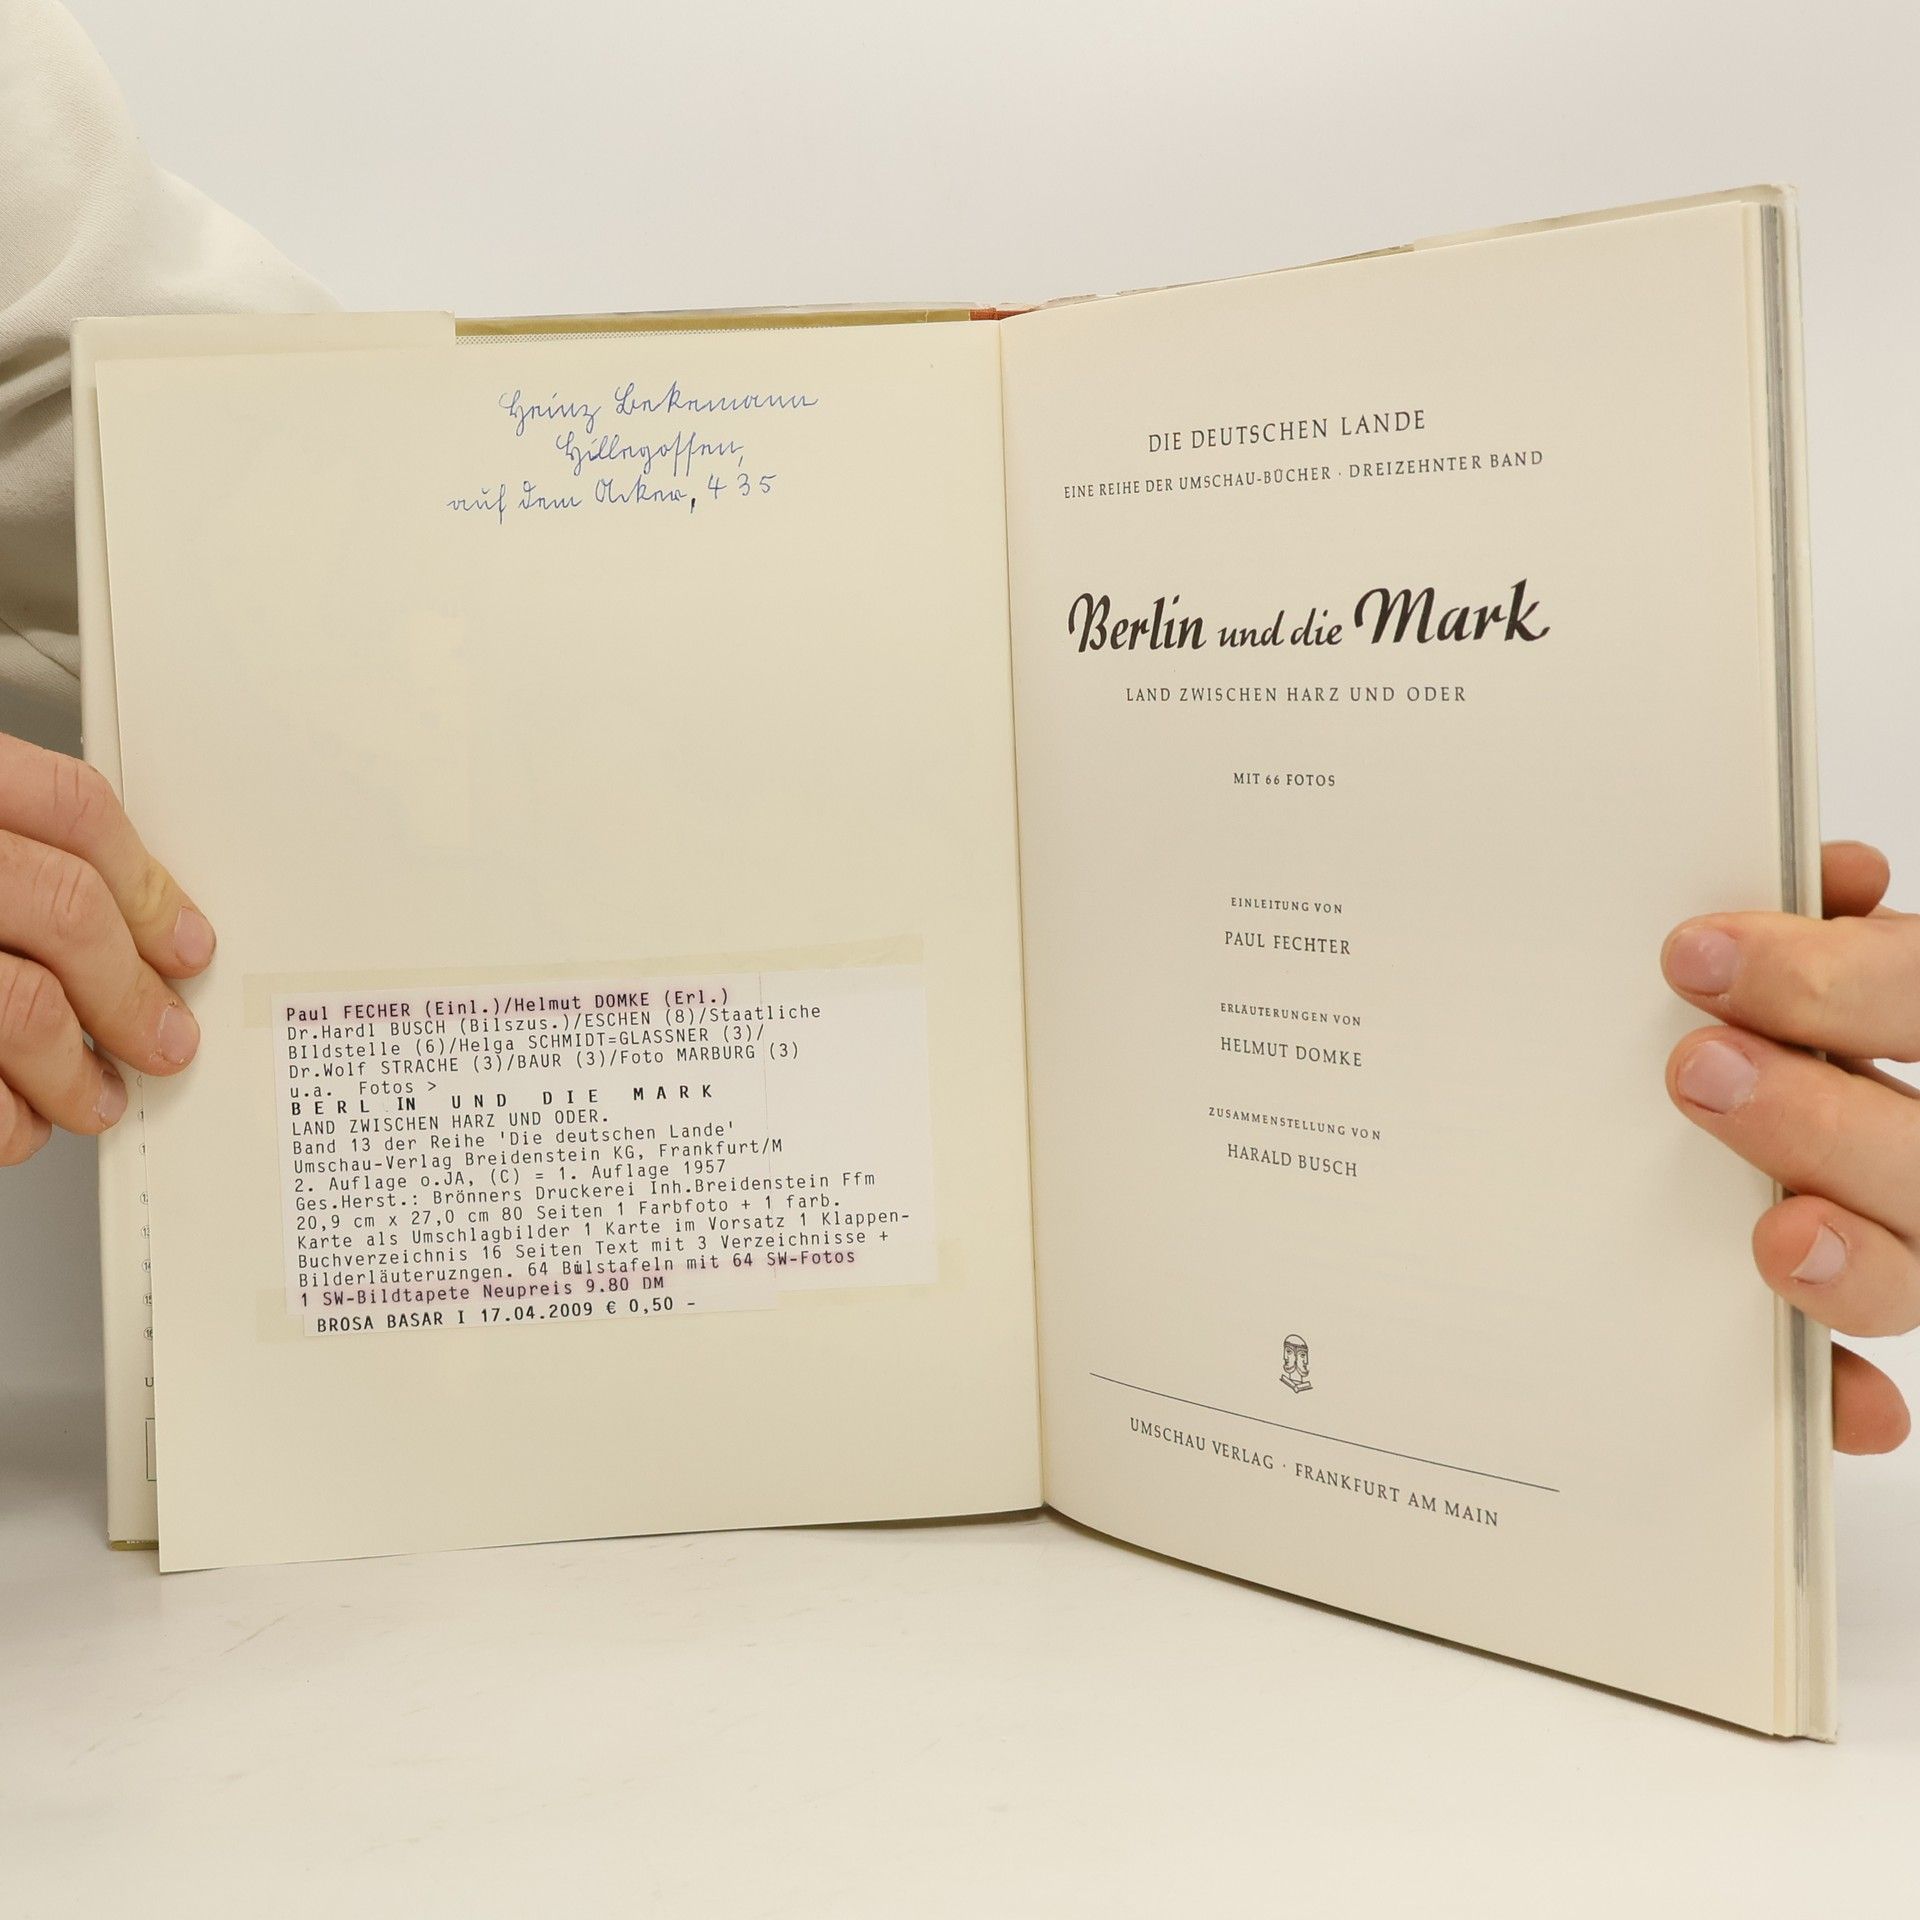 Heinz Bekemann
Hillegossen,
auf dem Acker, 435
Paul FECHER (Einl.)/Helmut DOMKE (Erl.)
Dr.Hardl BUSCH (Bilszus.)/ESCHEN (8)/Staatliche
BIldstelle (6)/Helga SCHMIDT=GLASSNER (3)/
Dr.Wolf STRACHE (3)/BAUR (3)/Foto MARBURG (3)
u.a. Fotos >
BERLIN UND DIE MARK
LAND ZWISCHEN HARZ UND ODER.
Band 13 der Reihe 'Die deutschen Lande'
Umschau-Verlag Breidenstein KG, Frankfurt/M
2. Auflage o.JA, (C) = 1. Auflage 1957
Ges.Herst.: Brönners Druckerei Inh.Breidenstein Ffm
20,9 cm x 27,0 cm 80 Seiten 1 Farbfoto + 1 farb.
Karte als Umschlagbilder 1 Karte im Vorsatz 1 Klappen-
Buchverzeichnis 16 Seiten Text mit 3 Verzeichnisse +
Bilderläuteruzngen. 64 Bulstafeln mit 64 SW-Fotos
1 SW-Bildtapete Neupreis 9.80 DM
BROSA BASAR I 17.04.2009 € 0,50 -
DIE DEUTSCHEN LANDE
EINE REIHE DER UMSCHAU-BÜCHER · DREIZEHNTER BAND
Berlin und die Mark
LAND ZWISCHEN HARZ UND ODER
MIT 66 FOTOS
EINLEITUNG VON
PAUL FECHTER
ERLÄUTERUNGEN VON
HELMUT DOMKE
ZUSAMMENSTELLUNG VON
HARALD BUSCH
UMSCHAU VERLAG · FRANKFURT AM MAIN